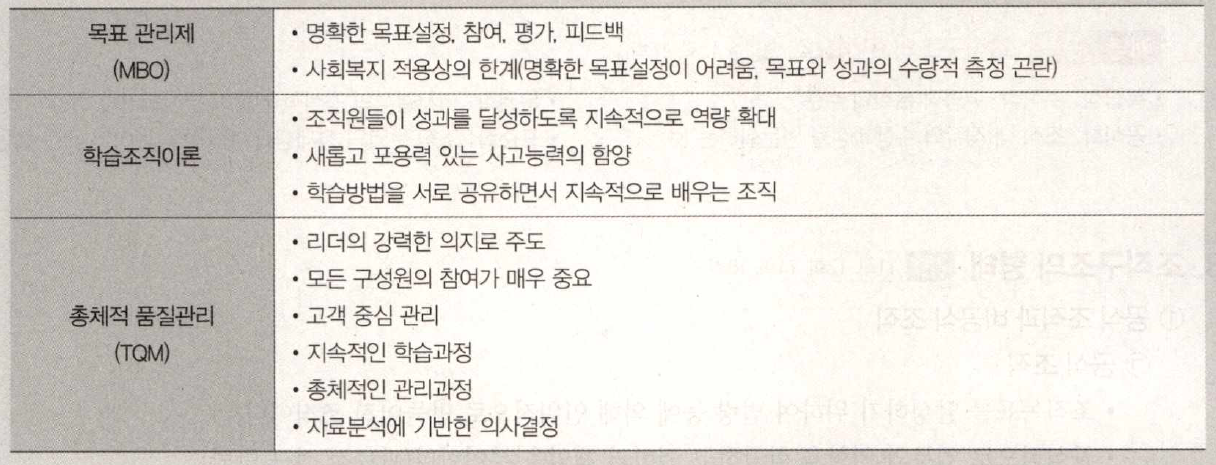 목표 관리제
(MBO)
• 명확한 목표설정, 참여, 평가, 피드백
• 사회복지 적용상의 한계(명확한 목표설정이 어려움, 목표와 성과의 수량적 측정 곤란)
학습조직이론
• 조직원들이 성과를 달성하도록 지속적으로 역량 확대
• 새롭고 포용력 있는 사고능력의 함양
• 학습방법을 서로 공유하면서 지속적으로 배우는 조직
총체적 품질관리
(TQM)
• 리더의 강력한 의지로 주도
• 모든 구성원의 참여가 매우 중요
• 고객 중심 관리
• 지속적인 학습과정
• 총체적인 관리과정
• 자료분석에 기반한 의사결정